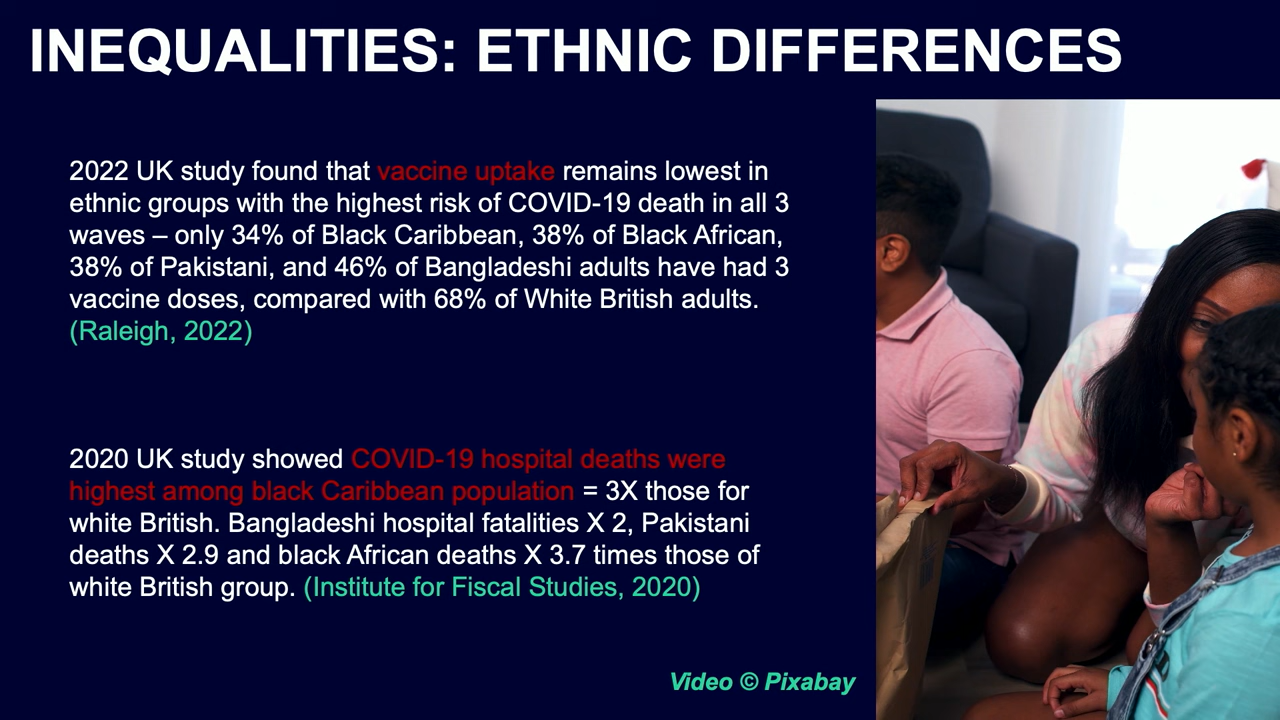 INEQUALITIES: ETHNIC DIFFERENCES
2022 UK study found that vaccine uptake remains lowest in
ethnic groups with the highest risk of COVID-19 death in all 3
waves – only 34% of Black Caribbean, 38% of Black African,
38% of Pakistani, and 46% of Bangladeshi adults have had 3
vaccine doses, compared with 68% of White British adults.
(Raleigh, 2022)
2020 UK study showed COVID-19 hospital deaths were
highest among black Caribbean population = 3X those for
white British. Bangladeshi hospital fatalities X 2, Pakistani
deaths X 2.9 and black African deaths X 3.7 times those of
white British group. (Institute for Fiscal Studies, 2020)
Video © Pixabay